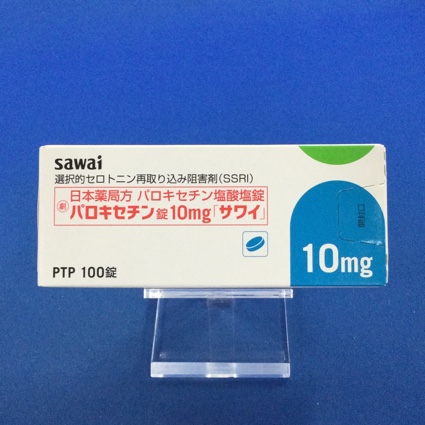 sawai
選択的セロトニン再取り込み阻害剤(SSRI)
日本薬局方 パロキセチン塩酸塩錠
劇 パロキセチン錠10mg「サワイ」
10mg
PTP 100錠